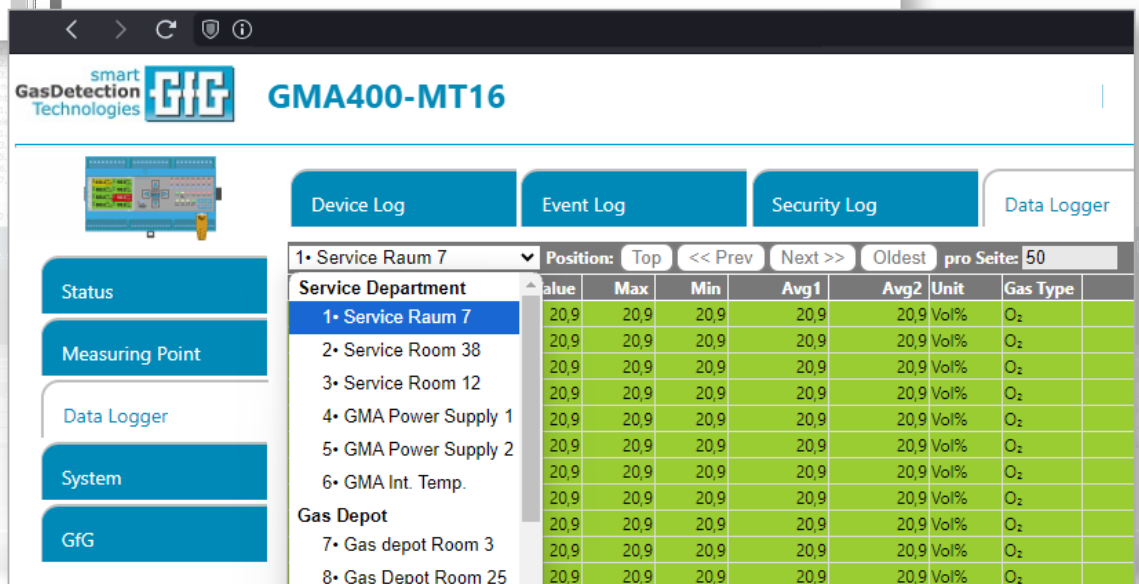 smart
GasDetection
Technologies
GfG
GMA400-MT16
Device Log
Event Log
Security Log
Data Logger
1• Service Raum 7
Position: Top << Prev Next >> Oldest pro Seite: 50
Status
Measuring Point
Data Logger
System
GfG
Service Department
1• Service Raum 7
2• Service Room 38
3• Service Room 12
4• GMA Power Supply 1
5• GMA Power Supply 2
6• GMA Int. Temp.
Gas Depot
7• Gas depot Room 3
8• Gas Depot Room 25
alue Max Min Avg1 Avg2 Unit Gas Type
20,9 20,9 20,9 20,9 20,9 Vol% O₂
20,9 20,9 20,9 20,9 20,9 Vol% O₂
20,9 20,9 20,9 20,9 20,9 Vol% O₂
20,9 20,9 20,9 20,9 20,9 Vol% O₂
20,9 20,9 20,9 20,9 20,9 Vol% O₂
20,9 20,9 20,9 20,9 20,9 Vol% O₂
20,9 20,9 20,9 20,9 20,9 Vol% O₂
20,9 20,9 20,9 20,9 20,9 Vol% O₂
20,9 20,9 20,9 20,9 20,9 Vol% O₂
20,9 20,9 20,9 20,9 20,9 Vol% O₂
20,9 20,9 20,9 20,9 20,9 Vol% O₂